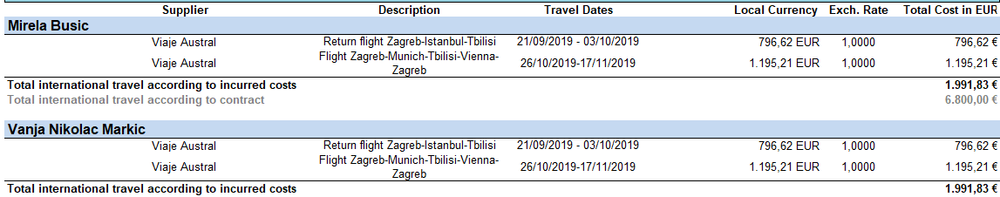 Supplier Description Travel Dates Local Currency Exch. Rate Total Cost in EUR
Mirela Busic
Viaje Austral Return flight Zagreb-Istanbul-Tbilisi 21/09/2019 - 03/10/2019 796,62 EUR 1,0000 796,62 €
Viaje Austral Flight Zagreb-Munich-Tbilisi-Vienna- 26/10/2019-17/11/2019 1.195,21 EUR 1,0000 1.195,21 €
Zagreb
Total international travel according to incurred costs 1.991,83 €
Total international travel according to contract 6.800,00 €
Vanja Nikolac Markic
Viaje Austral Return flight Zagreb-Istanbul-Tbilisi 21/09/2019 - 03/10/2019 796,62 EUR 1,0000 796,62 €
Viaje Austral Flight Zagreb-Munich-Tbilisi-Vienna- 26/10/2019-17/11/2019 1.195,21 EUR 1,0000 1.195,21 €
Zagreb
Total international travel according to incurred costs 1.991,83 €